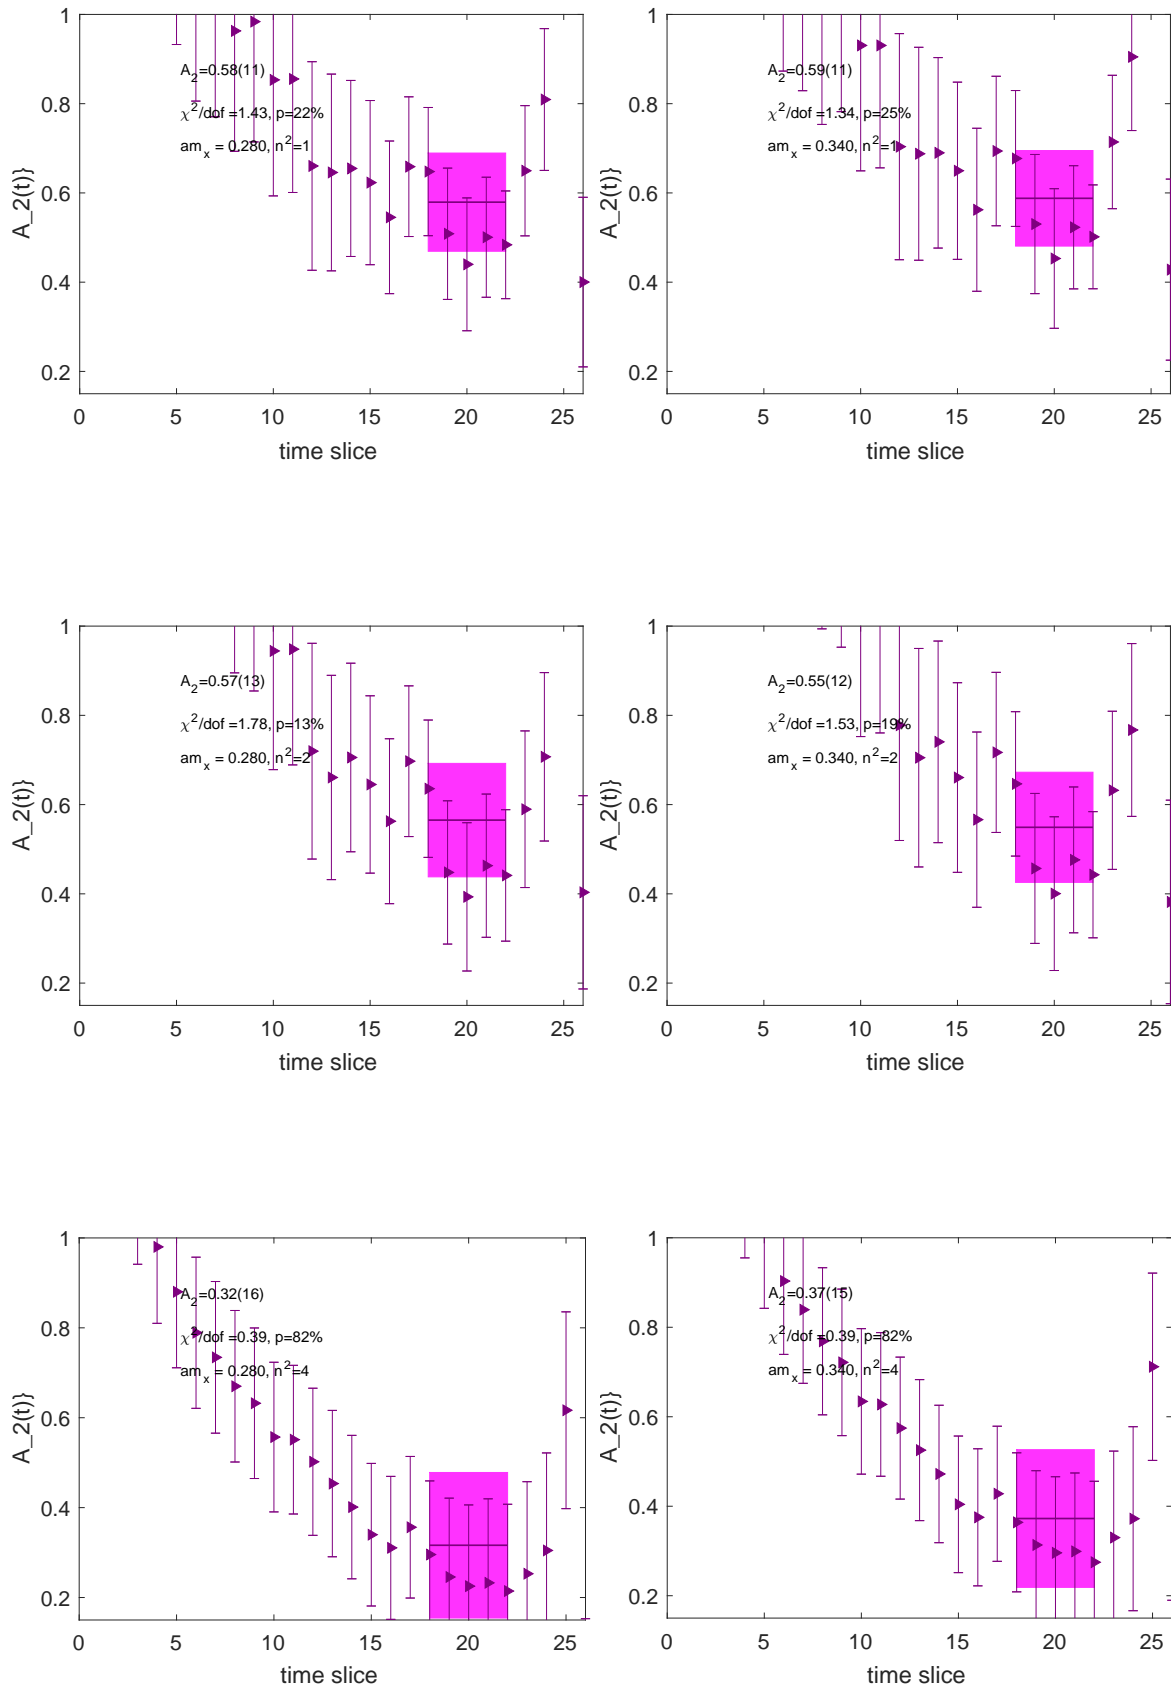 1
0.8
0.6
0.4
0.2
A_2(t)}
A_2=0.58(11)
χ^2/dof =1.43, p=22%
am_x = 0.280, n^2=1
0 5 10 15 20 25
time slice
1
0.8
0.6
0.4
0.2
A_2(t)}
A_2=0.59(11)
χ^2/dof =1.34, p=25%
am_x = 0.340, n^2=1
0 5 10 15 20 25
time slice
1
0.8
0.6
0.4
0.2
A_2(t)}
A_2=0.57(13)
χ^2/dof =1.78, p=13%
am_x = 0.280, n^2=2
0 5 10 15 20 25
time slice
1
0.8
0.6
0.4
0.2
A_2(t)}
A_2=0.55(12)
χ^2/dof =1.53, p=19%
am_x = 0.340, n^2=2
0 5 10 15 20 25
time slice
1
0.8
0.6
0.4
0.2
A_2(t)}
A_2=0.32(16)
χ^2/dof =0.39, p=82%
am_x = 0.280, n^2=4
0 5 10 15 20 25
time slice
1
0.8
0.6
0.4
0.2
A_2(t)}
A_2=0.37(15)
χ^2/dof =0.39, p=82%
am_x = 0.340, n^2=4
0 5 10 15 20 25
time slice